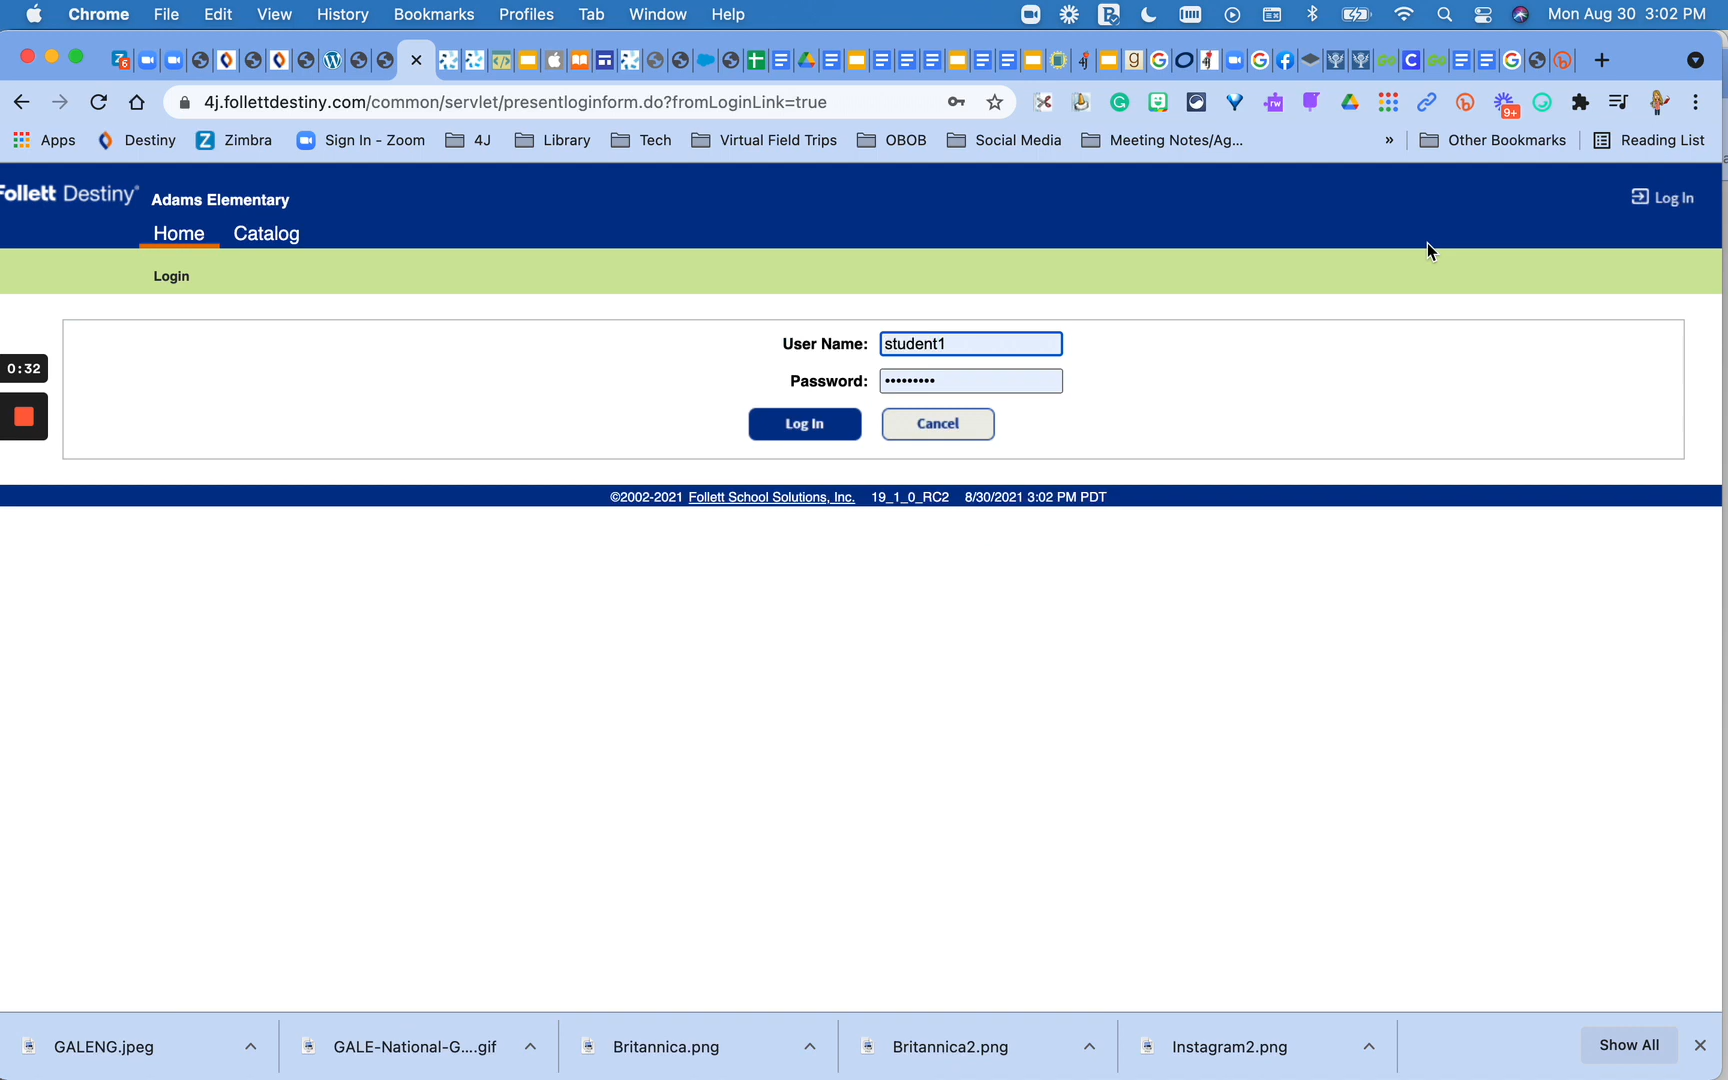 Chrome File Edit View History Bookmarks Profiles Tab Window Help Mon Aug 30 3:02 PM
4j.follettdestiny.com/common/servlet/presentloginform.do?fromLoginLink=true
9+
Apps Destiny Zimbra Sign In - Zoom 4J Library Tech Virtual Field Trips OBOB Social Media Meeting Notes/Ag... » Other Bookmarks Reading List
Follett Destiny Adams Elementary Log In
Home Catalog
Login
User Name: student1
0:32
Password: •••••••••
Log In Cancel
©2002-2021 Follett School Solutions, Inc. 19_1_0_RC2 8/30/2021 3:02 PM PDT
GALENG.jpeg GALE-National-G....gif Britannica.png Britannica2.png Instagram2.png Show All